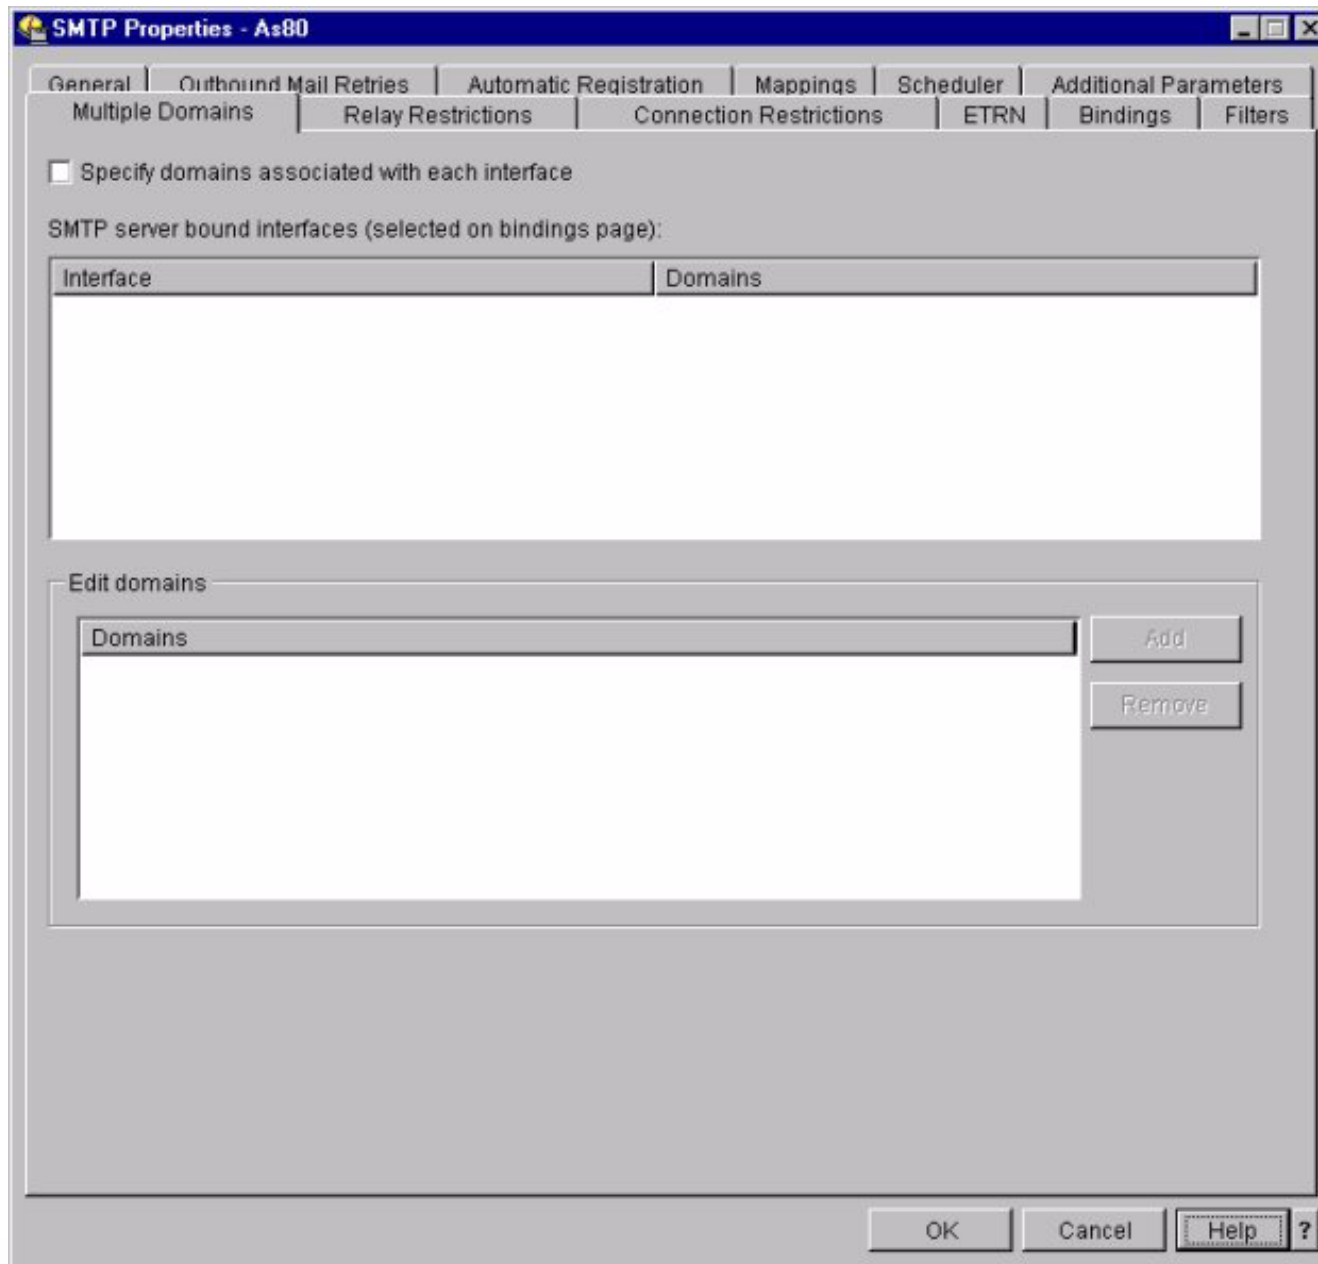 SMTP Properties - As80
General Outbound Mail Retries Automatic Registration Mappings Scheduler Additional Parameters
Multiple Domains Relay Restrictions Connection Restrictions ETRN Bindings Filters
Specify domains associated with each interface
SMTP server bound interfaces (selected on bindings page):
Interface Domains
Edit domains
Domains
Add
Remove
OK Cancel Help ?